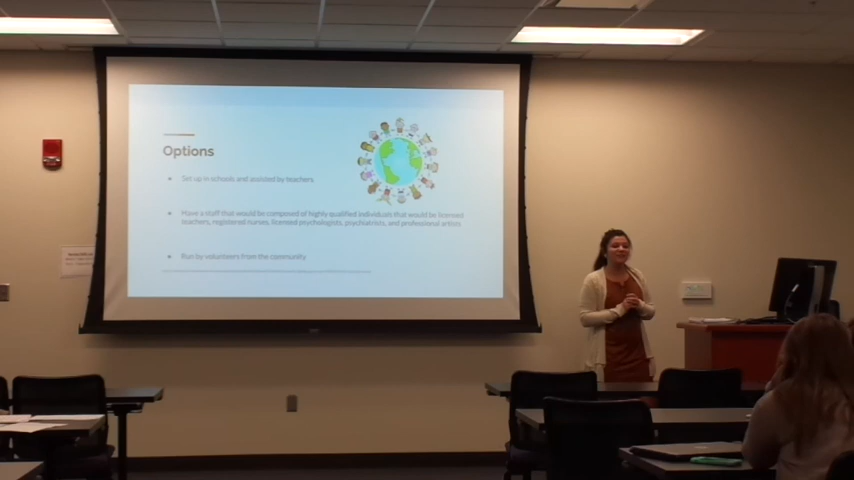 Options
Set up in schools and assisted by teachers
Have a staff that would be composed of highly qualified individuals that would be licensed
teachers, registered nurses, licensed psychologists, psychiatrists, and professional artists
Run by volunteers from the community